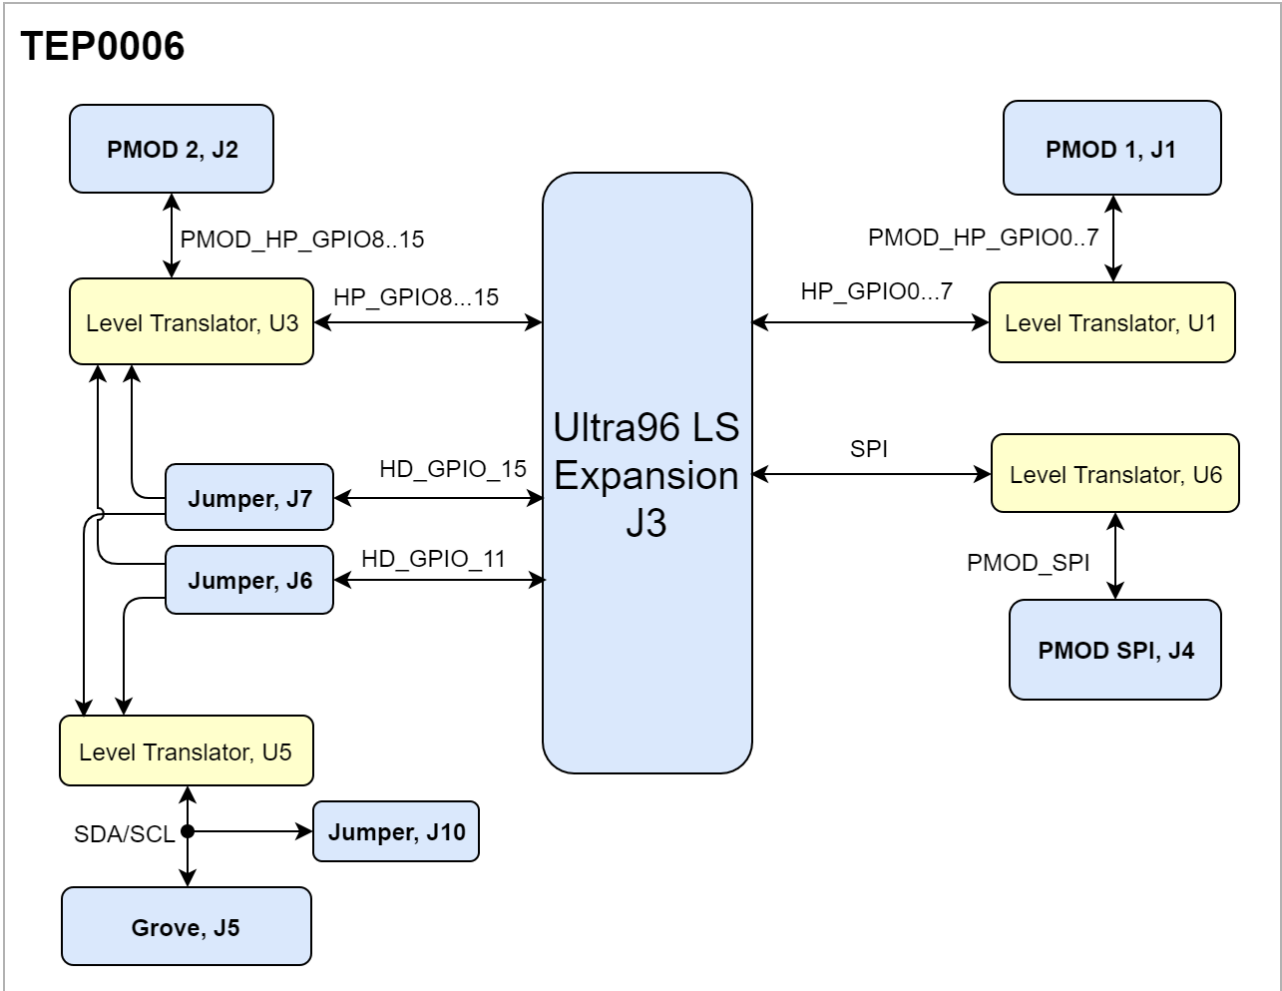 TEP0006
PMOD 2, J2
PMOD 1, J1
PMOD_HP_GPIO8..15
PMOD_HP_GPIO0..7
HP_GPIO8...15
HP_GPIO0...7
Level Translator, U3
Level Translator, U1
Ultra96 LS
Expansion
J3
HD_GPIO_15
SPI
Jumper, J7
Level Translator, U6
HD_GPIO_11
Jumper, J6
PMOD_SPI
PMOD SPI, J4
Level Translator, U5
SDA/SCL
Jumper, J10
Grove, J5